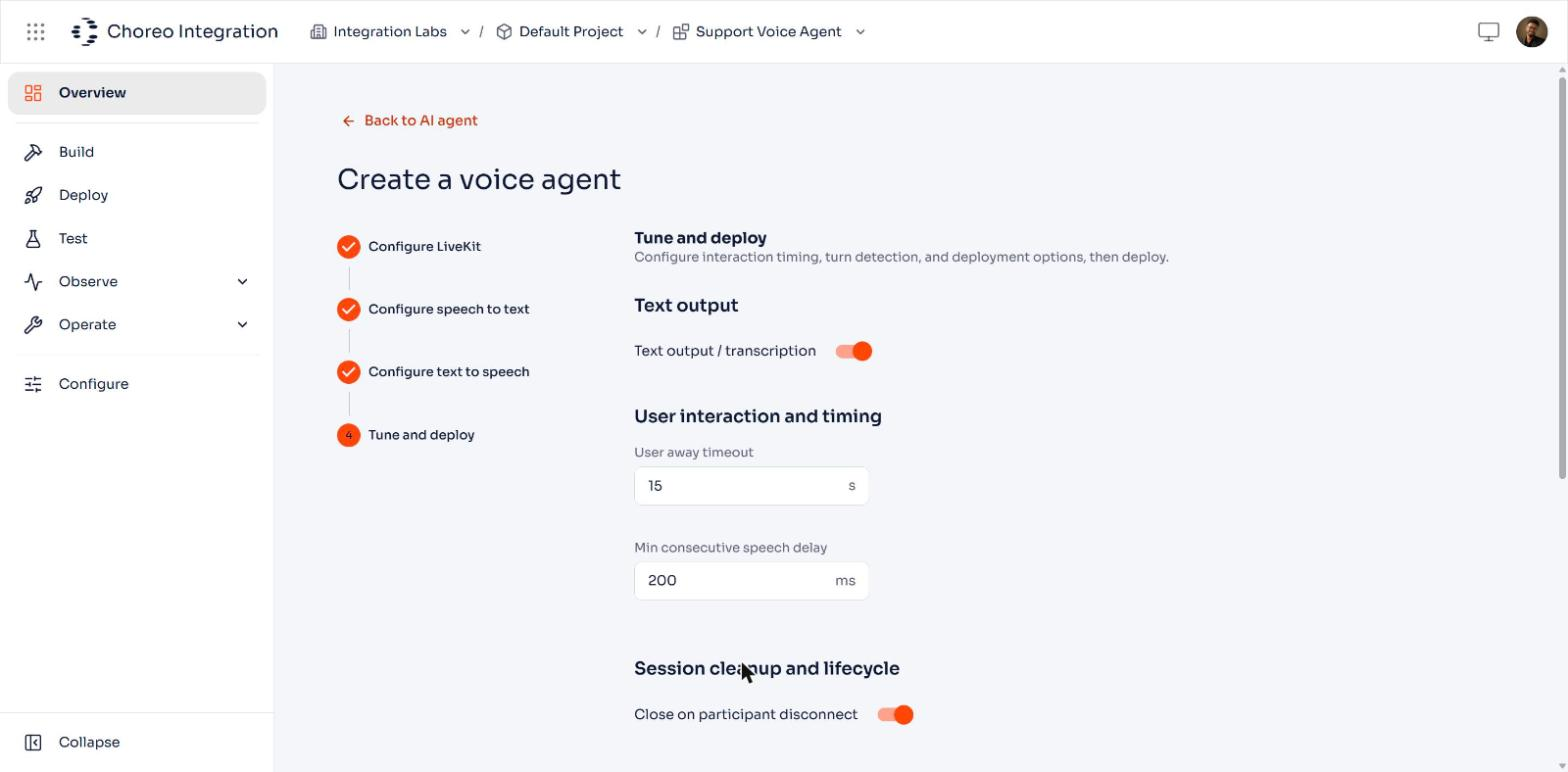 Choreo Integration
Integration Labs / Default Project / Support Voice Agent
Overview
Build
Deploy
Test
Observe
Operate
Configure
Collapse
Back to AI agent
Create a voice agent
Configure LiveKit
Configure speech to text
Configure text to speech
4 Tune and deploy
Tune and deploy
Configure interaction timing, turn detection, and deployment options, then deploy.
Text output
Text output / transcription
User interaction and timing
User away timeout
15 s
Min consecutive speech delay
200 ms
Session cleanup and lifecycle
Close on participant disconnect